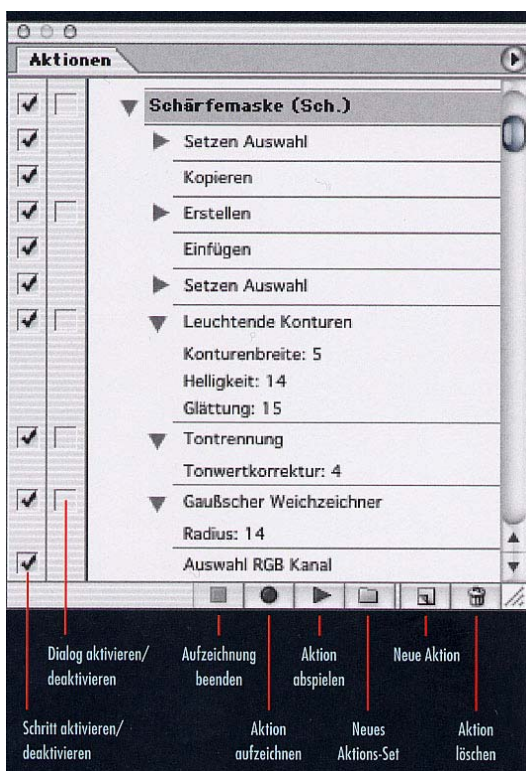 Aktionen
Schärfemaske (Sch.)
Setzen Auswahl
Kopieren
Erstellen
Einfügen
Setzen Auswahl
Leuchtende Konturen
Konturenbreite: 5
Helligkeit: 14
Glättung: 15
Tontrennung
Tonwertkorrektur: 4
Gaußscher Weichzeichner
Radius: 14
Auswahl RGB Kanal
Dialog aktivieren/
deaktivieren
Aufzeichnung
beenden
Aktion
abspielen
Neue Aktion
Schritt aktivieren/
deaktivieren
Aktion
aufzeichnen
Neues
Aktions-Set
Aktion
löschen